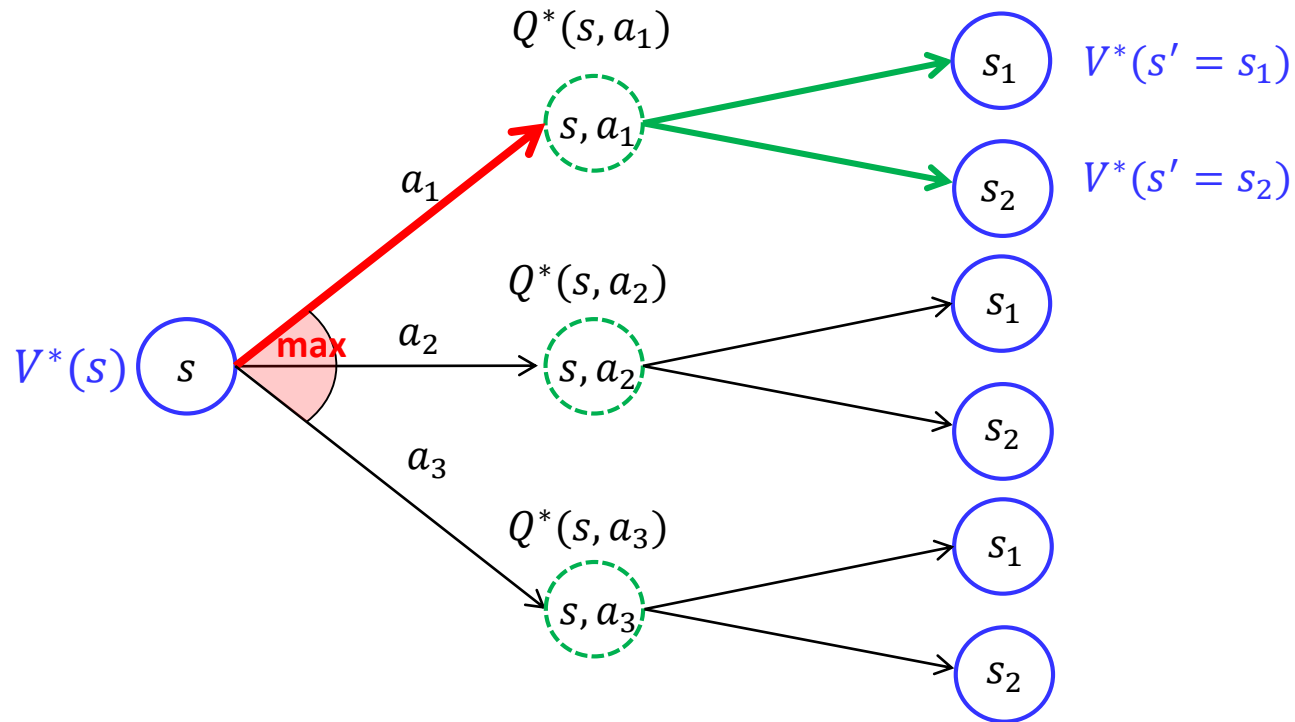 Q*(s, a₁)
s₁ V*(s′ = s₁)
s, a₁
a₁
s₂ V*(s′ = s₂)
Q*(s, a₂)
s₁
max
a₂
V*(s) s
s, a₂
s₂
a₃
Q*(s, a₃)
s₁
s, a₃
s₂